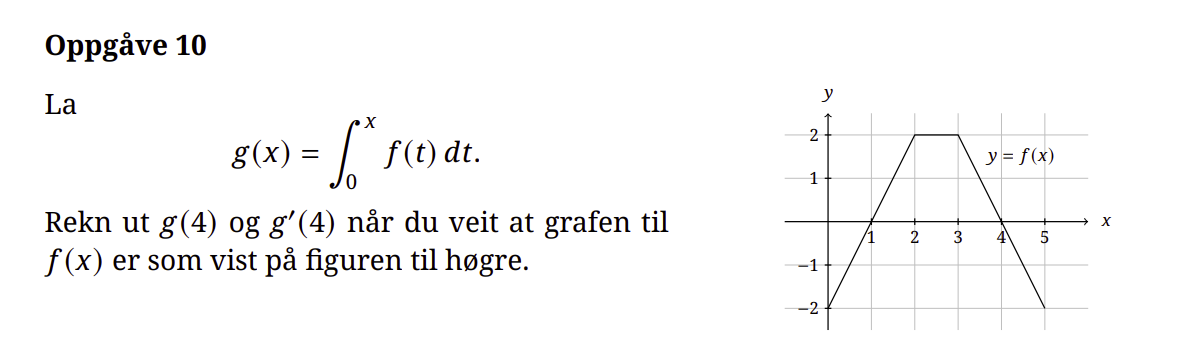 Oppgåve 10
La
g(x) = ∫₀ˣ f(t) dt.
Rekn ut g(4) og g′(4) når du veit at grafen til
f(x) er som vist på figuren til høgre.
y
2
y = f(x)
1
x
1 2 3 4 5
−1
−2